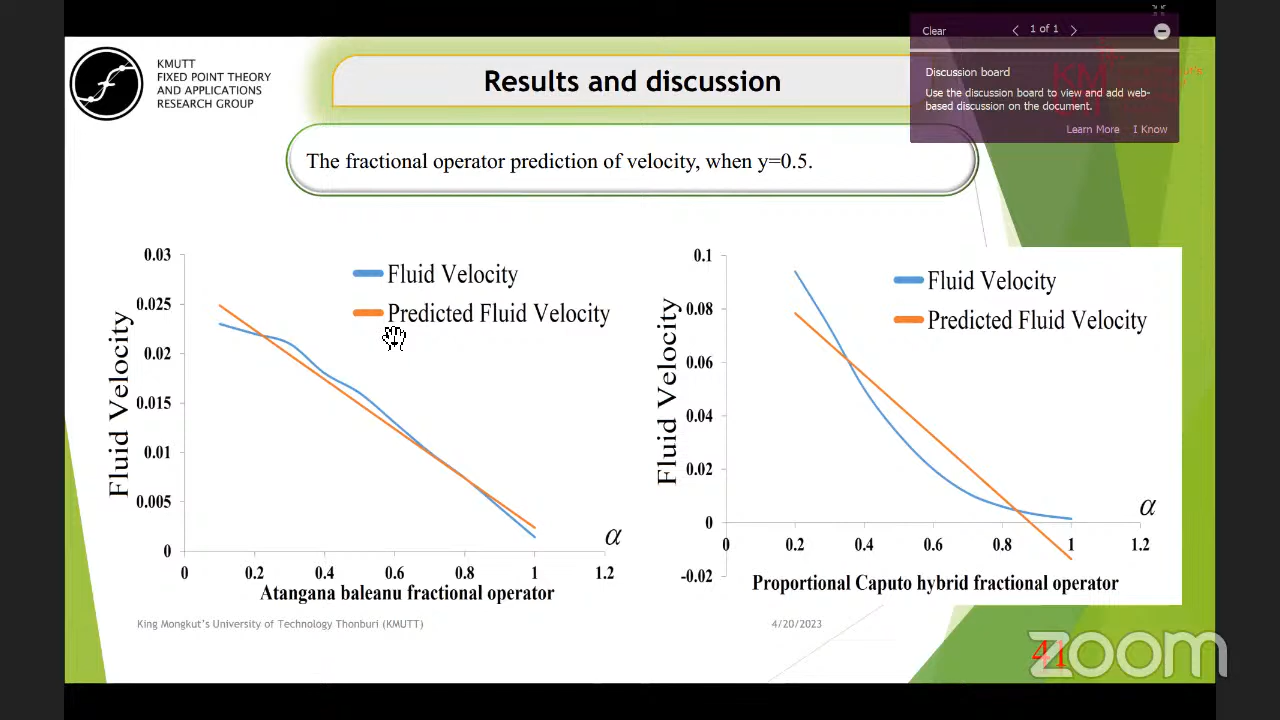 KMUTT
FIXED POINT THEORY
AND APPLICATIONS
RESEARCH GROUP
Results and discussion
Clear
1 of 1
Discussion board
Use the discussion board to view and add web-
based discussion on the document.
Learn More I Know
The fractional operator prediction of velocity, when y=0.5.
Fluid Velocity
Predicted Fluid Velocity
Fluid Velocity
0.03
0.025
0.02
0.015
0.01
0.005
0
0 0.2 0.4 0.6 0.8 1 1.2
α
Atangana baleanu fractional operator
Fluid Velocity
Predicted Fluid Velocity
Fluid Velocity
0.1
0.08
0.06
0.04
0.02
0
-0.02
0 0.2 0.4 0.6 0.8 1 1.2
α
Proportional Caputo hybrid fractional operator
King Mongkut's University of Technology Thonburi (KMUTT)
4/20/2023
41
zoom